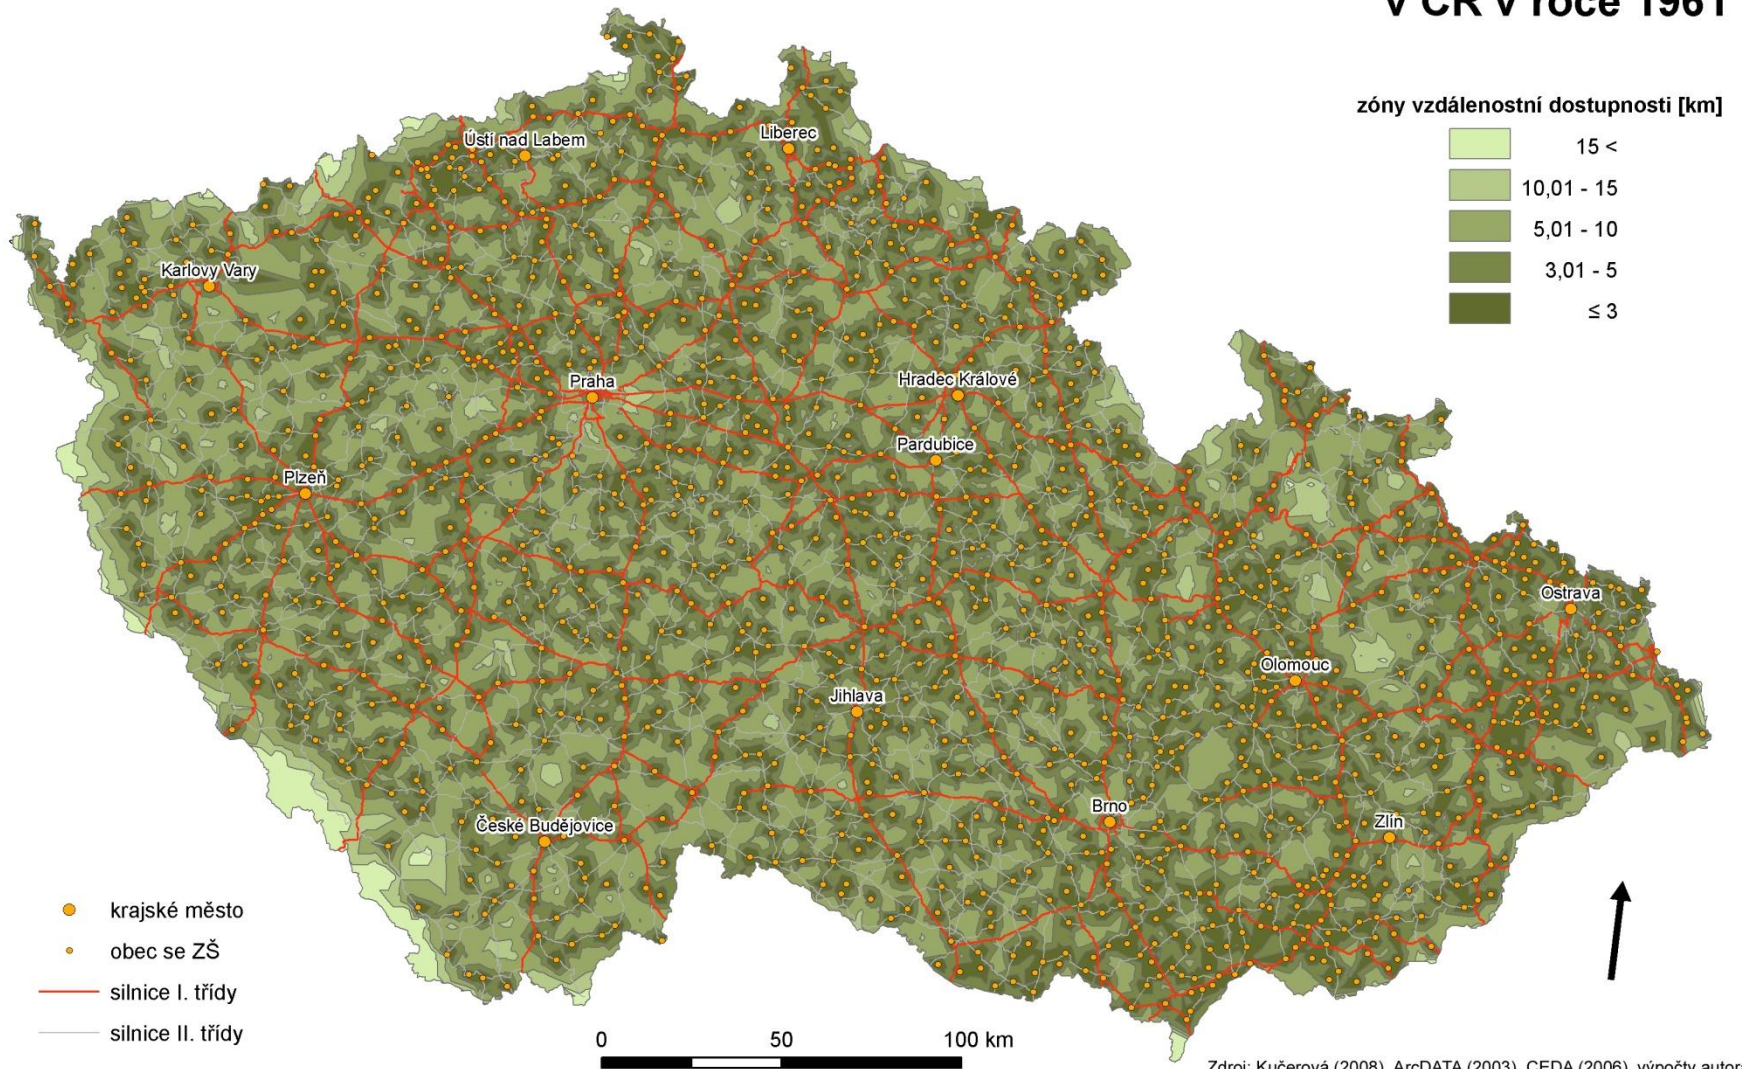 v ČR v roce 1961
zóny vzdálenostní dostupnosti [km]
15 <
10,01 - 15
5,01 - 10
3,01 - 5
≤ 3
Ústí nad Labem
Liberec
Karlovy Vary
Praha
Hradec Králové
Pardubice
Plzeň
Ostrava
Olomouc
Jihlava
Brno
České Budějovice
Zlín
krajské město
obec se ZŠ
silnice I. třídy
silnice II. třídy
0 50 100 km
Zdroj: Kučerová (2008), ArcDATA (2003), CEDA (2006), výpočty autorů